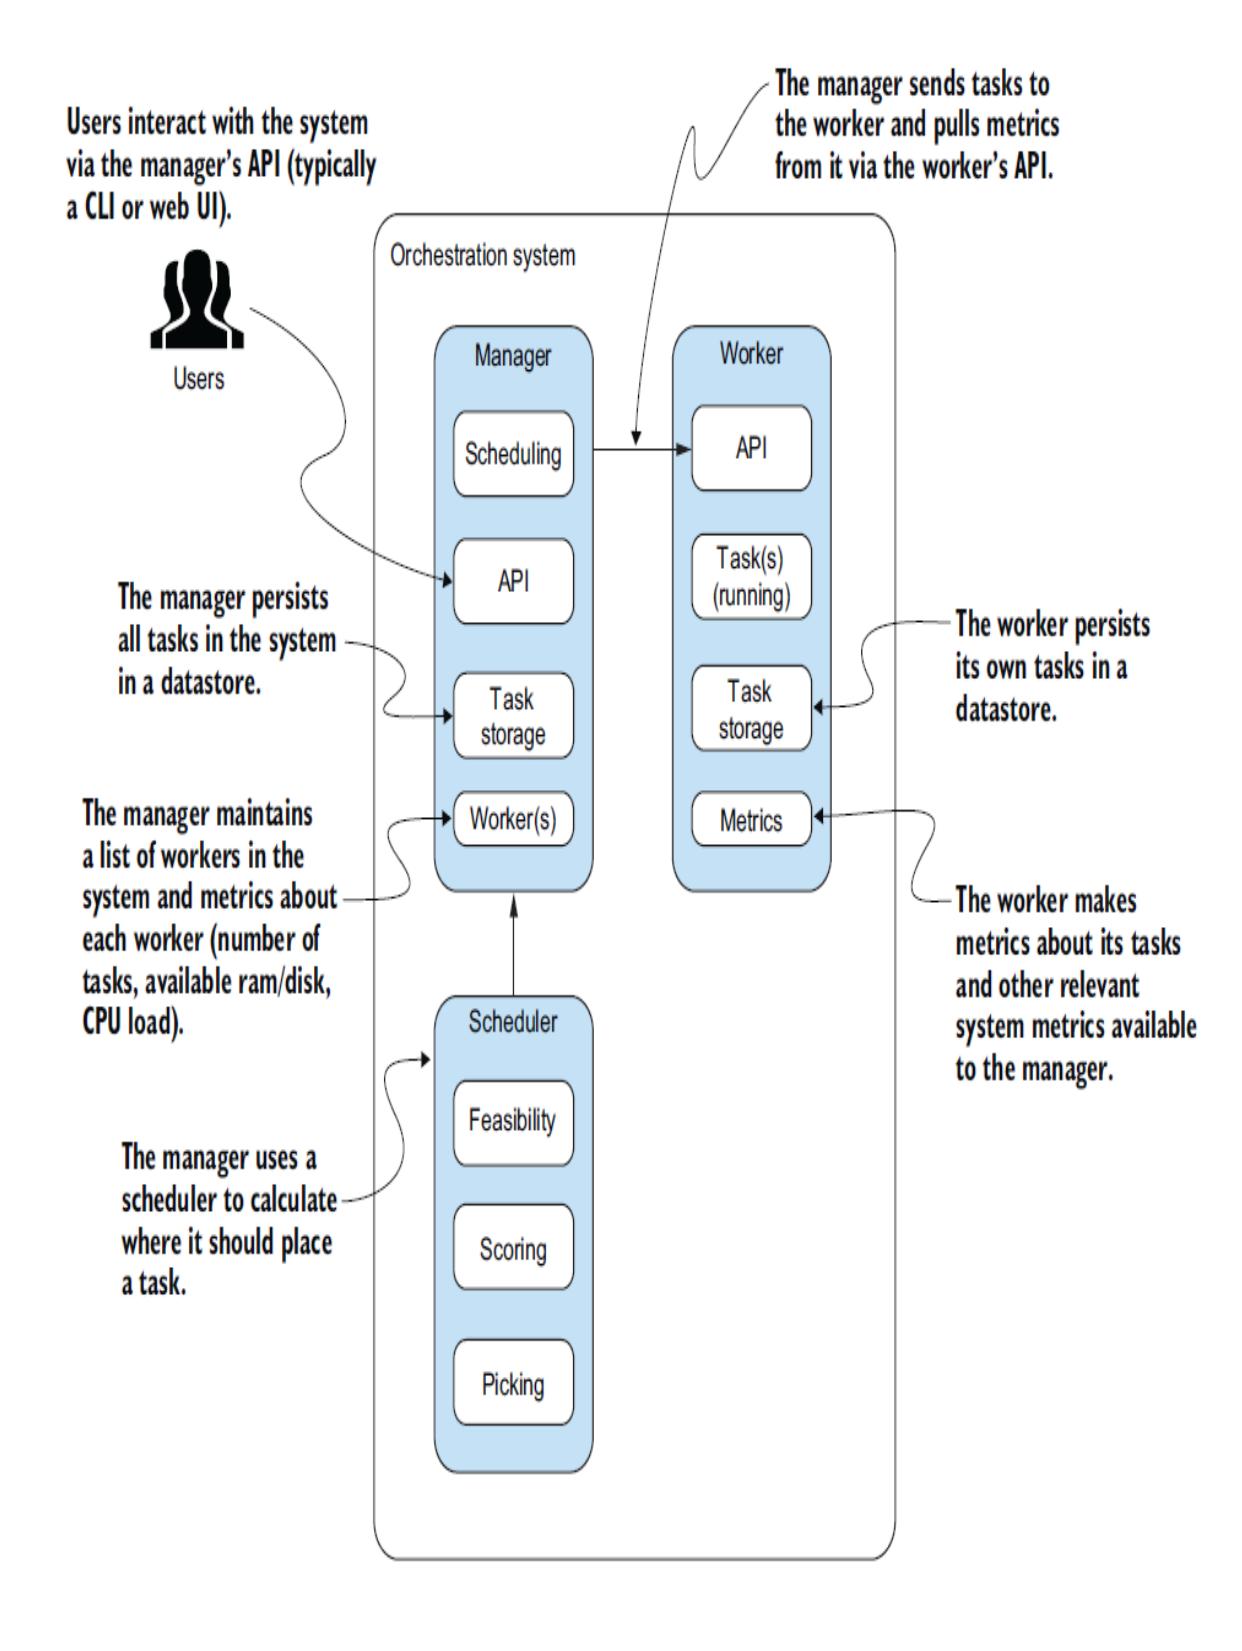 The manager sends tasks to
the worker and pulls metrics
from it via the worker's API.
Users interact with the system
via the manager's API (typically
a CLI or web UI).
Users
Orchestration system
Manager
Scheduling
API
Task
storage
Worker(s)
Worker
API
Task(s)
(running)
Task
storage
Metrics
The manager persists
all tasks in the system
in a datastore.
The worker persists
its own tasks in a
datastore.
The manager maintains
a list of workers in the
system and metrics about
each worker (number of
tasks, available ram/disk,
CPU load).
The worker makes
metrics about its tasks
and other relevant
system metrics available
to the manager.
Scheduler
Feasibility
Scoring
Picking
The manager uses a
scheduler to calculate
where it should place
a task.